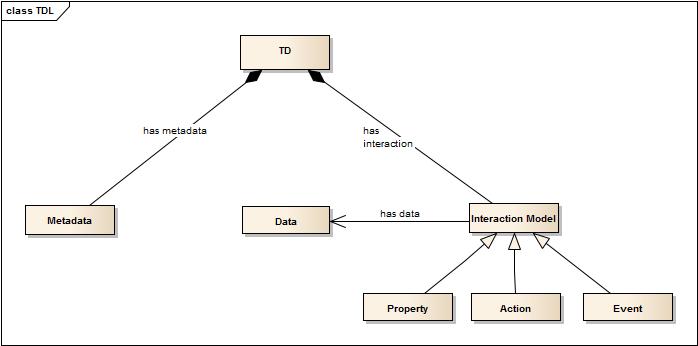 class TDL
TD
has metadata
has
interaction
Metadata
Data
has data
Interaction Model
Property
Action
Event